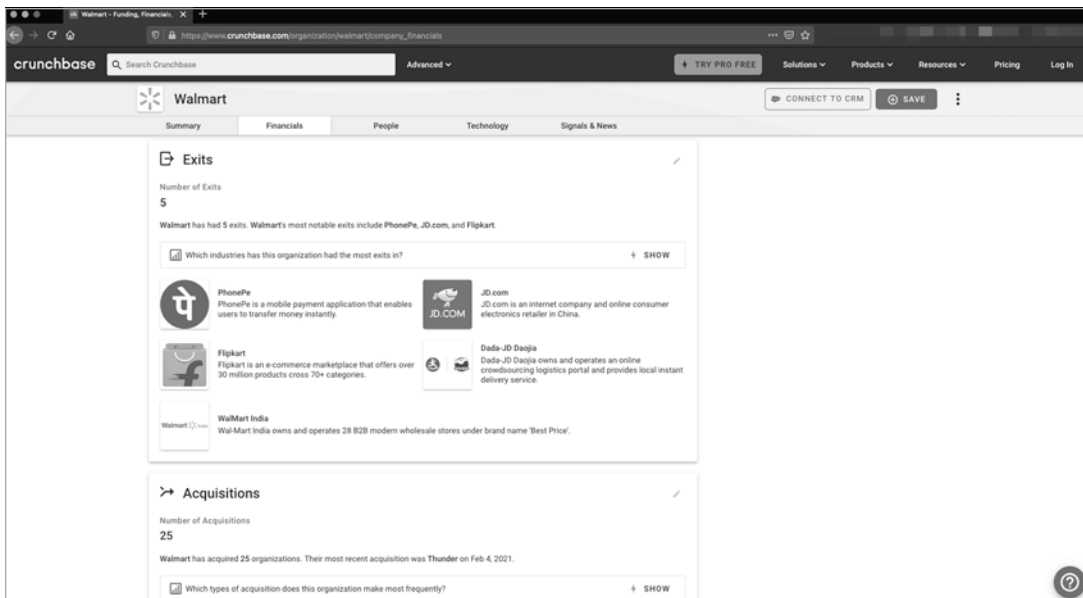 Walmart - Funding, Financials,
https://www.crunchbase.com/organization/walmart/company_financials
crunchbase Search Crunchbase Advanced TRY PRO FREE Solutions Products Resources Pricing Log In
Walmart CONNECT TO CRM SAVE
Summary Financials People Technology Signals & News
Exits
Number of Exits
5
Walmart has had 5 exits. Walmart's most notable exits include PhonePe, JD.com, and Flipkart.
Which industries has this organization had the most exits in? SHOW
पे
PhonePe
PhonePe is a mobile payment application that enables
users to transfer money instantly.
JD.COM
JD.com
JD.com is an internet company and online consumer
electronics retailer in China.
Flipkart
Flipkart is an e-commerce marketplace that offers over
30 million products cross 70+ categories.
Dada-JD Daojia
Dada-JD Daojia owns and operates an online
crowdsourcing logistics portal and provides local instant
delivery service.
Walmart
WalMart India
Wal-Mart India owns and operates 28 B2B modern wholesale stores under brand name 'Best Price'.
Acquisitions
Number of Acquisitions
25
Walmart has acquired 25 organizations. Their most recent acquisition was Thunder on Feb 4, 2021.
Which types of acquisition does this organization make most frequently? SHOW